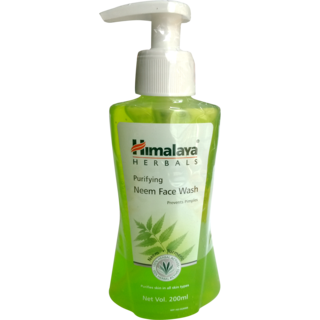 Himalaya
HERBALS
Purifying
Neem Face Wash
Prevents Pimples
Net Vol. 200ml